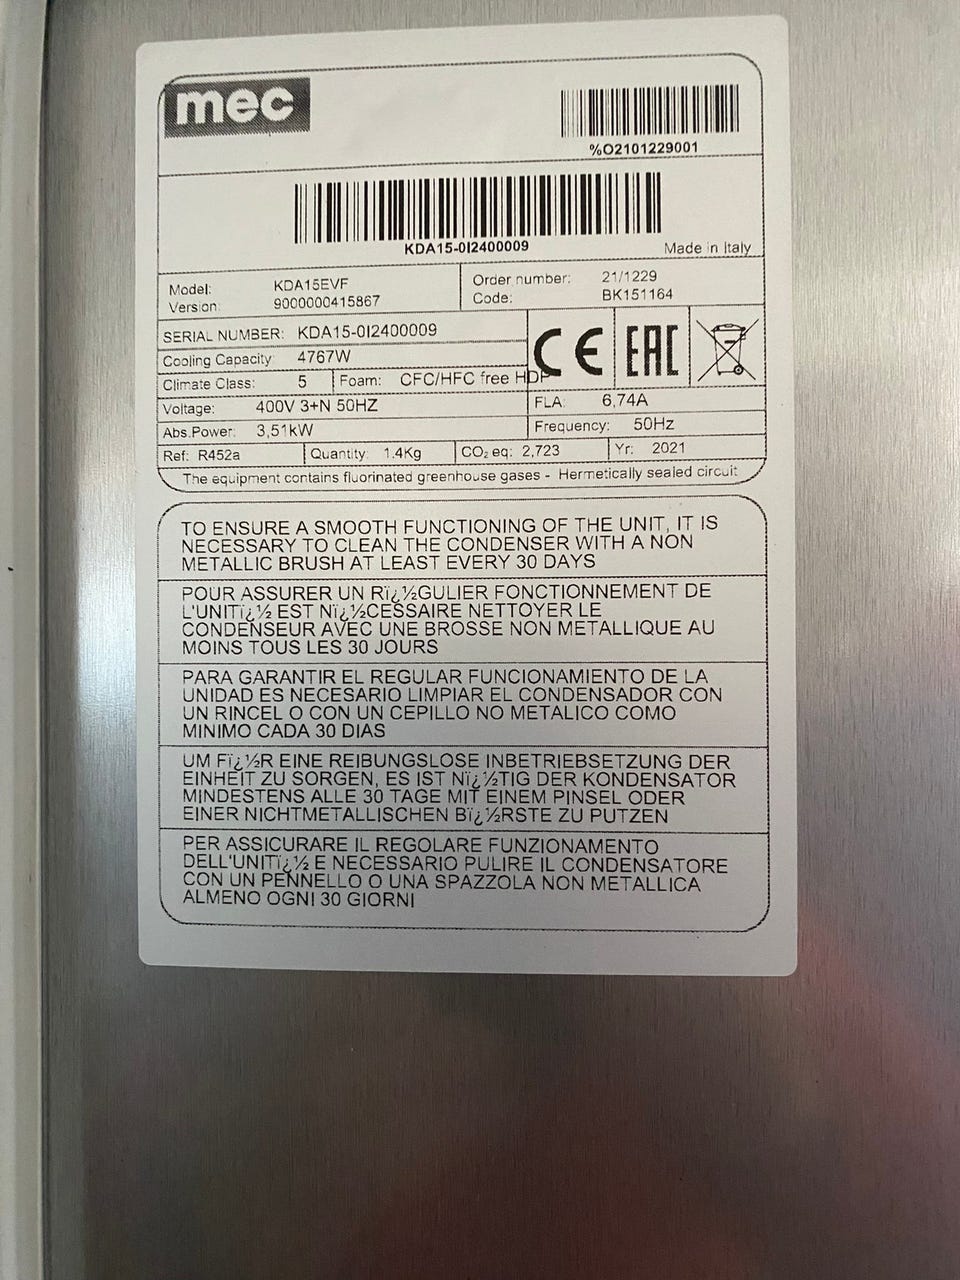 mec
%O2101229001
KDA15-0I2400009
Made in Italy
Model: KDA15EVF
Version: 9000000415867
Order number: 21/1229
Code: BK151164
SERIAL NUMBER: KDA15-0I2400009
Cooling Capacity: 4767W
Climate Class: 5 Foam: CFC/HFC free HDP
CE EAC
Voltage: 400V 3+N 50HZ FLA: 6,74A
Abs.Power: 3,51kW Frequency: 50Hz
Ref: R452a Quantity: 1.4Kg CO₂ eq: 2,723 Yr: 2021
The equipment contains fluorinated greenhouse gases - Hermetically sealed circuit
TO ENSURE A SMOOTH FUNCTIONING OF THE UNIT, IT IS
NECESSARY TO CLEAN THE CONDENSER WITH A NON
METALLIC BRUSH AT LEAST EVERY 30 DAYS
POUR ASSURER UN Rï¿½GULIER FONCTIONNEMENT DE
L'UNITï¿½ EST Nï¿½CESSAIRE NETTOYER LE
CONDENSEUR AVEC UNE BROSSE NON METALLIQUE AU
MOINS TOUS LES 30 JOURS
PARA GARANTIR EL REGULAR FUNCIONAMIENTO DE LA
UNIDAD ES NECESARIO LIMPIAR EL CONDENSADOR CON
UN RINCEL O CON UN CEPILLO NO METALICO COMO
MINIMO CADA 30 DIAS
UM Fï¿½R EINE REIBUNGSLOSE INBETRIEBSETZUNG DER
EINHEIT ZU SORGEN, ES IST Nï¿½TIG DER KONDENSATOR
MINDESTENS ALLE 30 TAGE MIT EINEM PINSEL ODER
EINER NICHTMETALLISCHEN Bï¿½RSTE ZU PUTZEN
PER ASSICURARE IL REGOLARE FUNZIONAMENTO
DELL'UNITï¿½ E NECESSARIO PULIRE IL CONDENSATORE
CON UN PENNELLO O UNA SPAZZOLA NON METALLICA
ALMENO OGNI 30 GIORNI